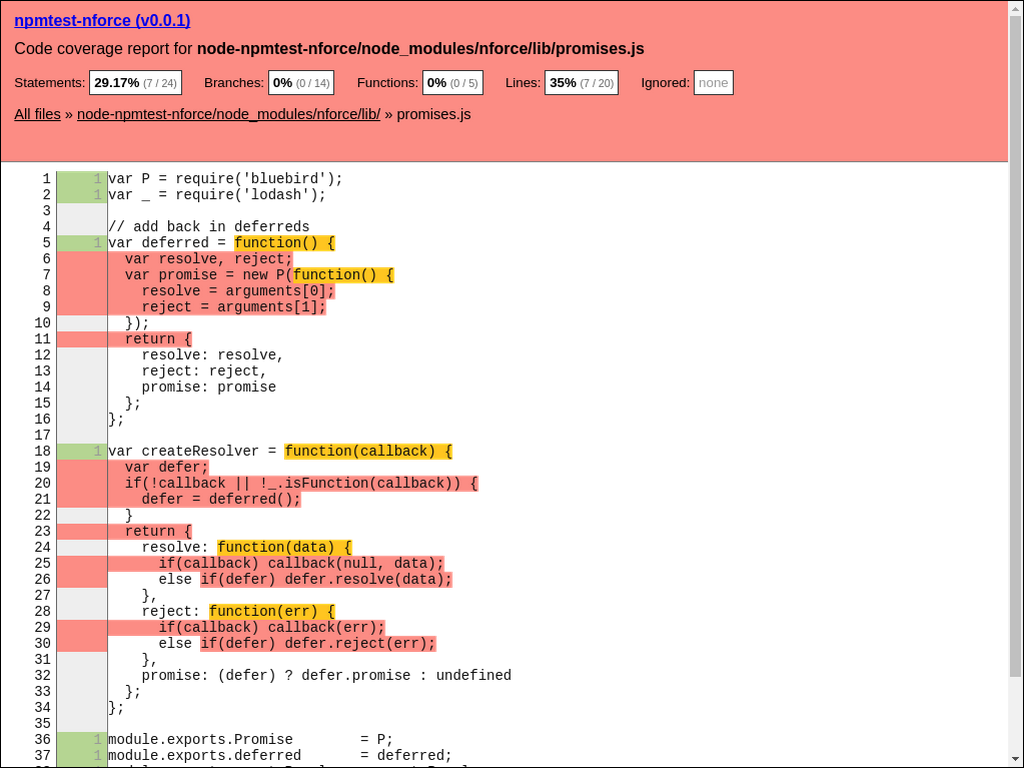 npmtest-nforce (v0.0.1)
Code coverage report for node-npmtest-nforce/node_modules/nforce/lib/promises.js
Statements: 29.17% (7 / 24) Branches: 0% (0 / 14) Functions: 0% (0 / 5) Lines: 35% (7 / 20) Ignored: none
All files » node-npmtest-nforce/node_modules/nforce/lib/ » promises.js
1 1 var P = require('bluebird');
2 1 var _ = require('lodash');
3
4 // add back in deferreds
5 1 var deferred = function() {
6   var resolve, reject;
7   var promise = new P(function() {
8     resolve = arguments[0];
9     reject = arguments[1];
10   });
11   return {
12     resolve: resolve,
13     reject: reject,
14     promise: promise
15   };
16 };
17
18 1 var createResolver = function(callback) {
19   var defer;
20   if(!callback || !_.isFunction(callback)) {
21     defer = deferred();
22   }
23   return {
24     resolve: function(data) {
25       if(callback) callback(null, data);
26       else if(defer) defer.resolve(data);
27     },
28     reject: function(err) {
29       if(callback) callback(err);
30       else if(defer) defer.reject(err);
31     },
32     promise: (defer) ? defer.promise : undefined
33   };
34 };
35
36 1 module.exports.Promise        = P;
37 1 module.exports.deferred       = deferred;